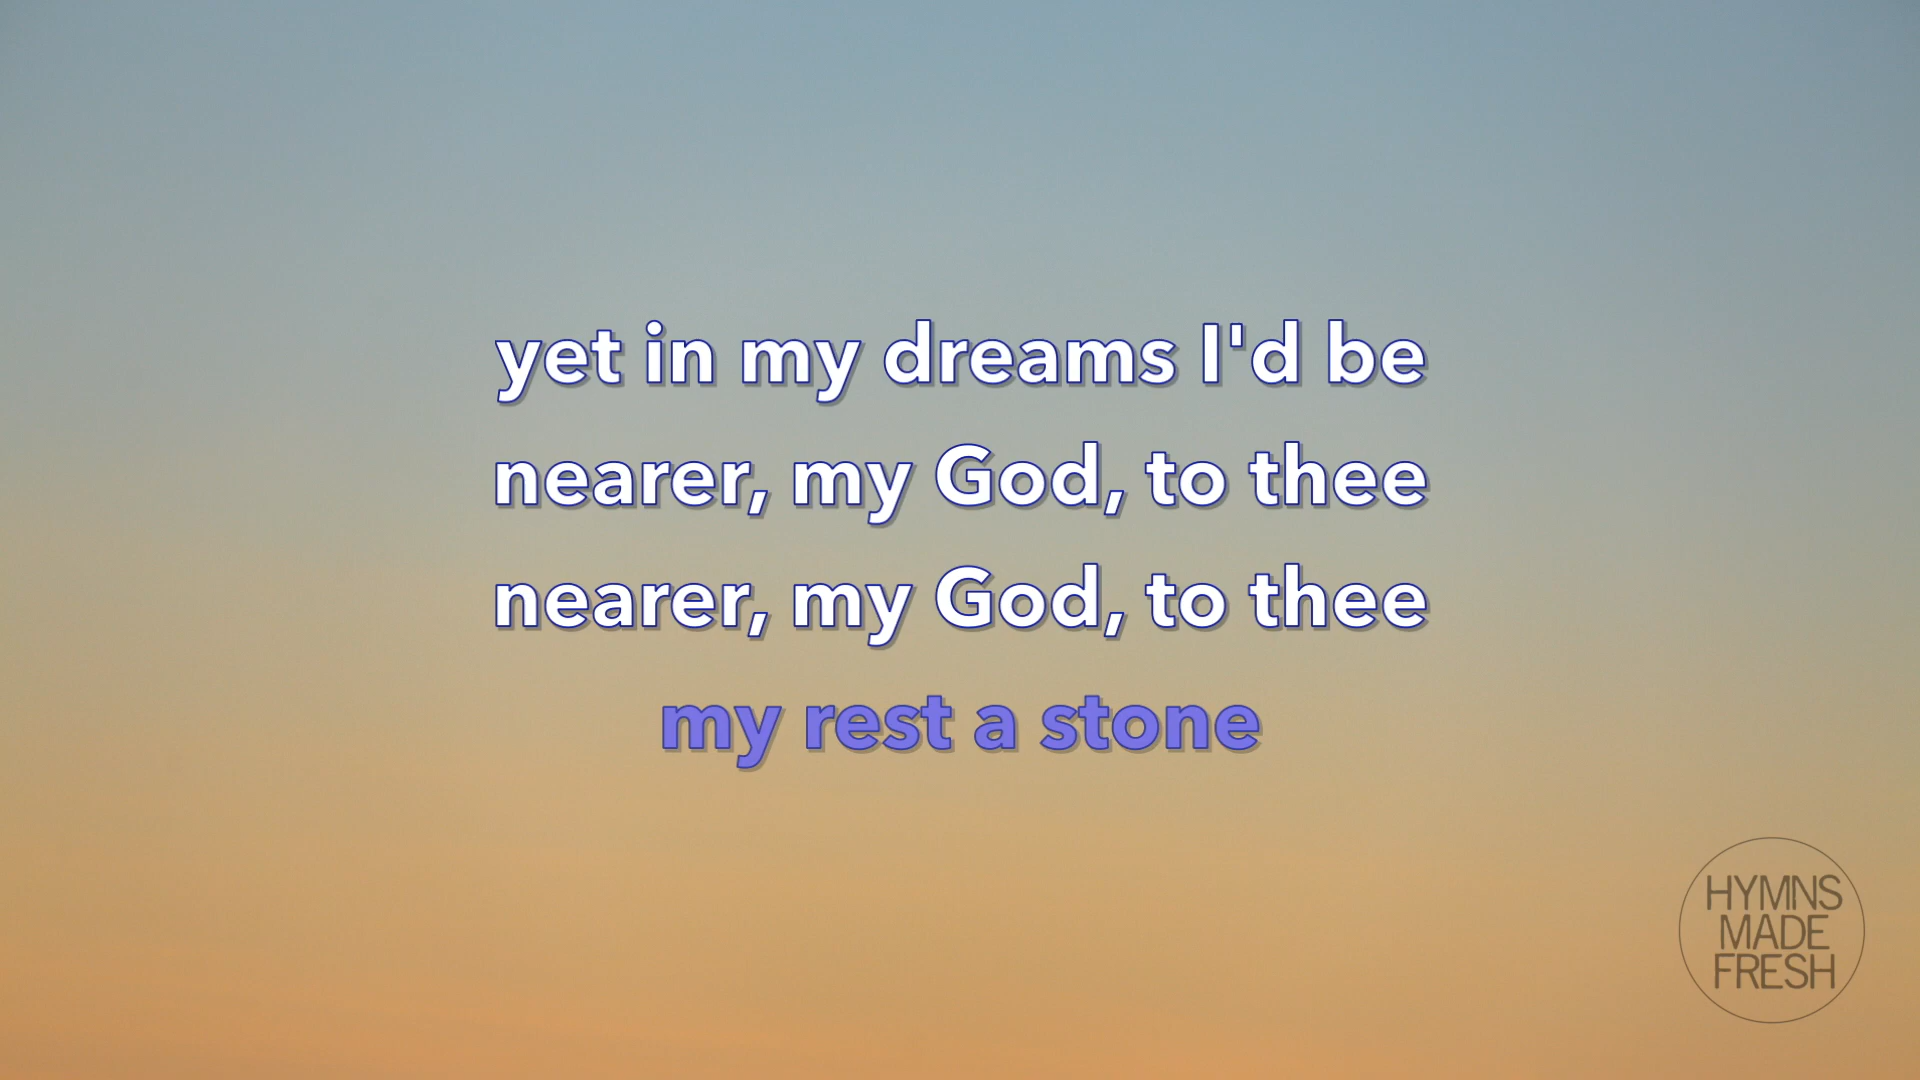 yet in my dreams I'd be
nearer, my God, to thee
nearer, my God, to thee
my rest a stone
HYMNS
MADE
FRESH